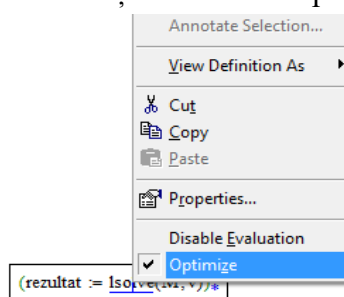 Annotate Selection...
View Definition As
Cut
Copy
Paste
Properties...
Disable Evaluation
Optimize
(rezultat := lsolve(M,v))*